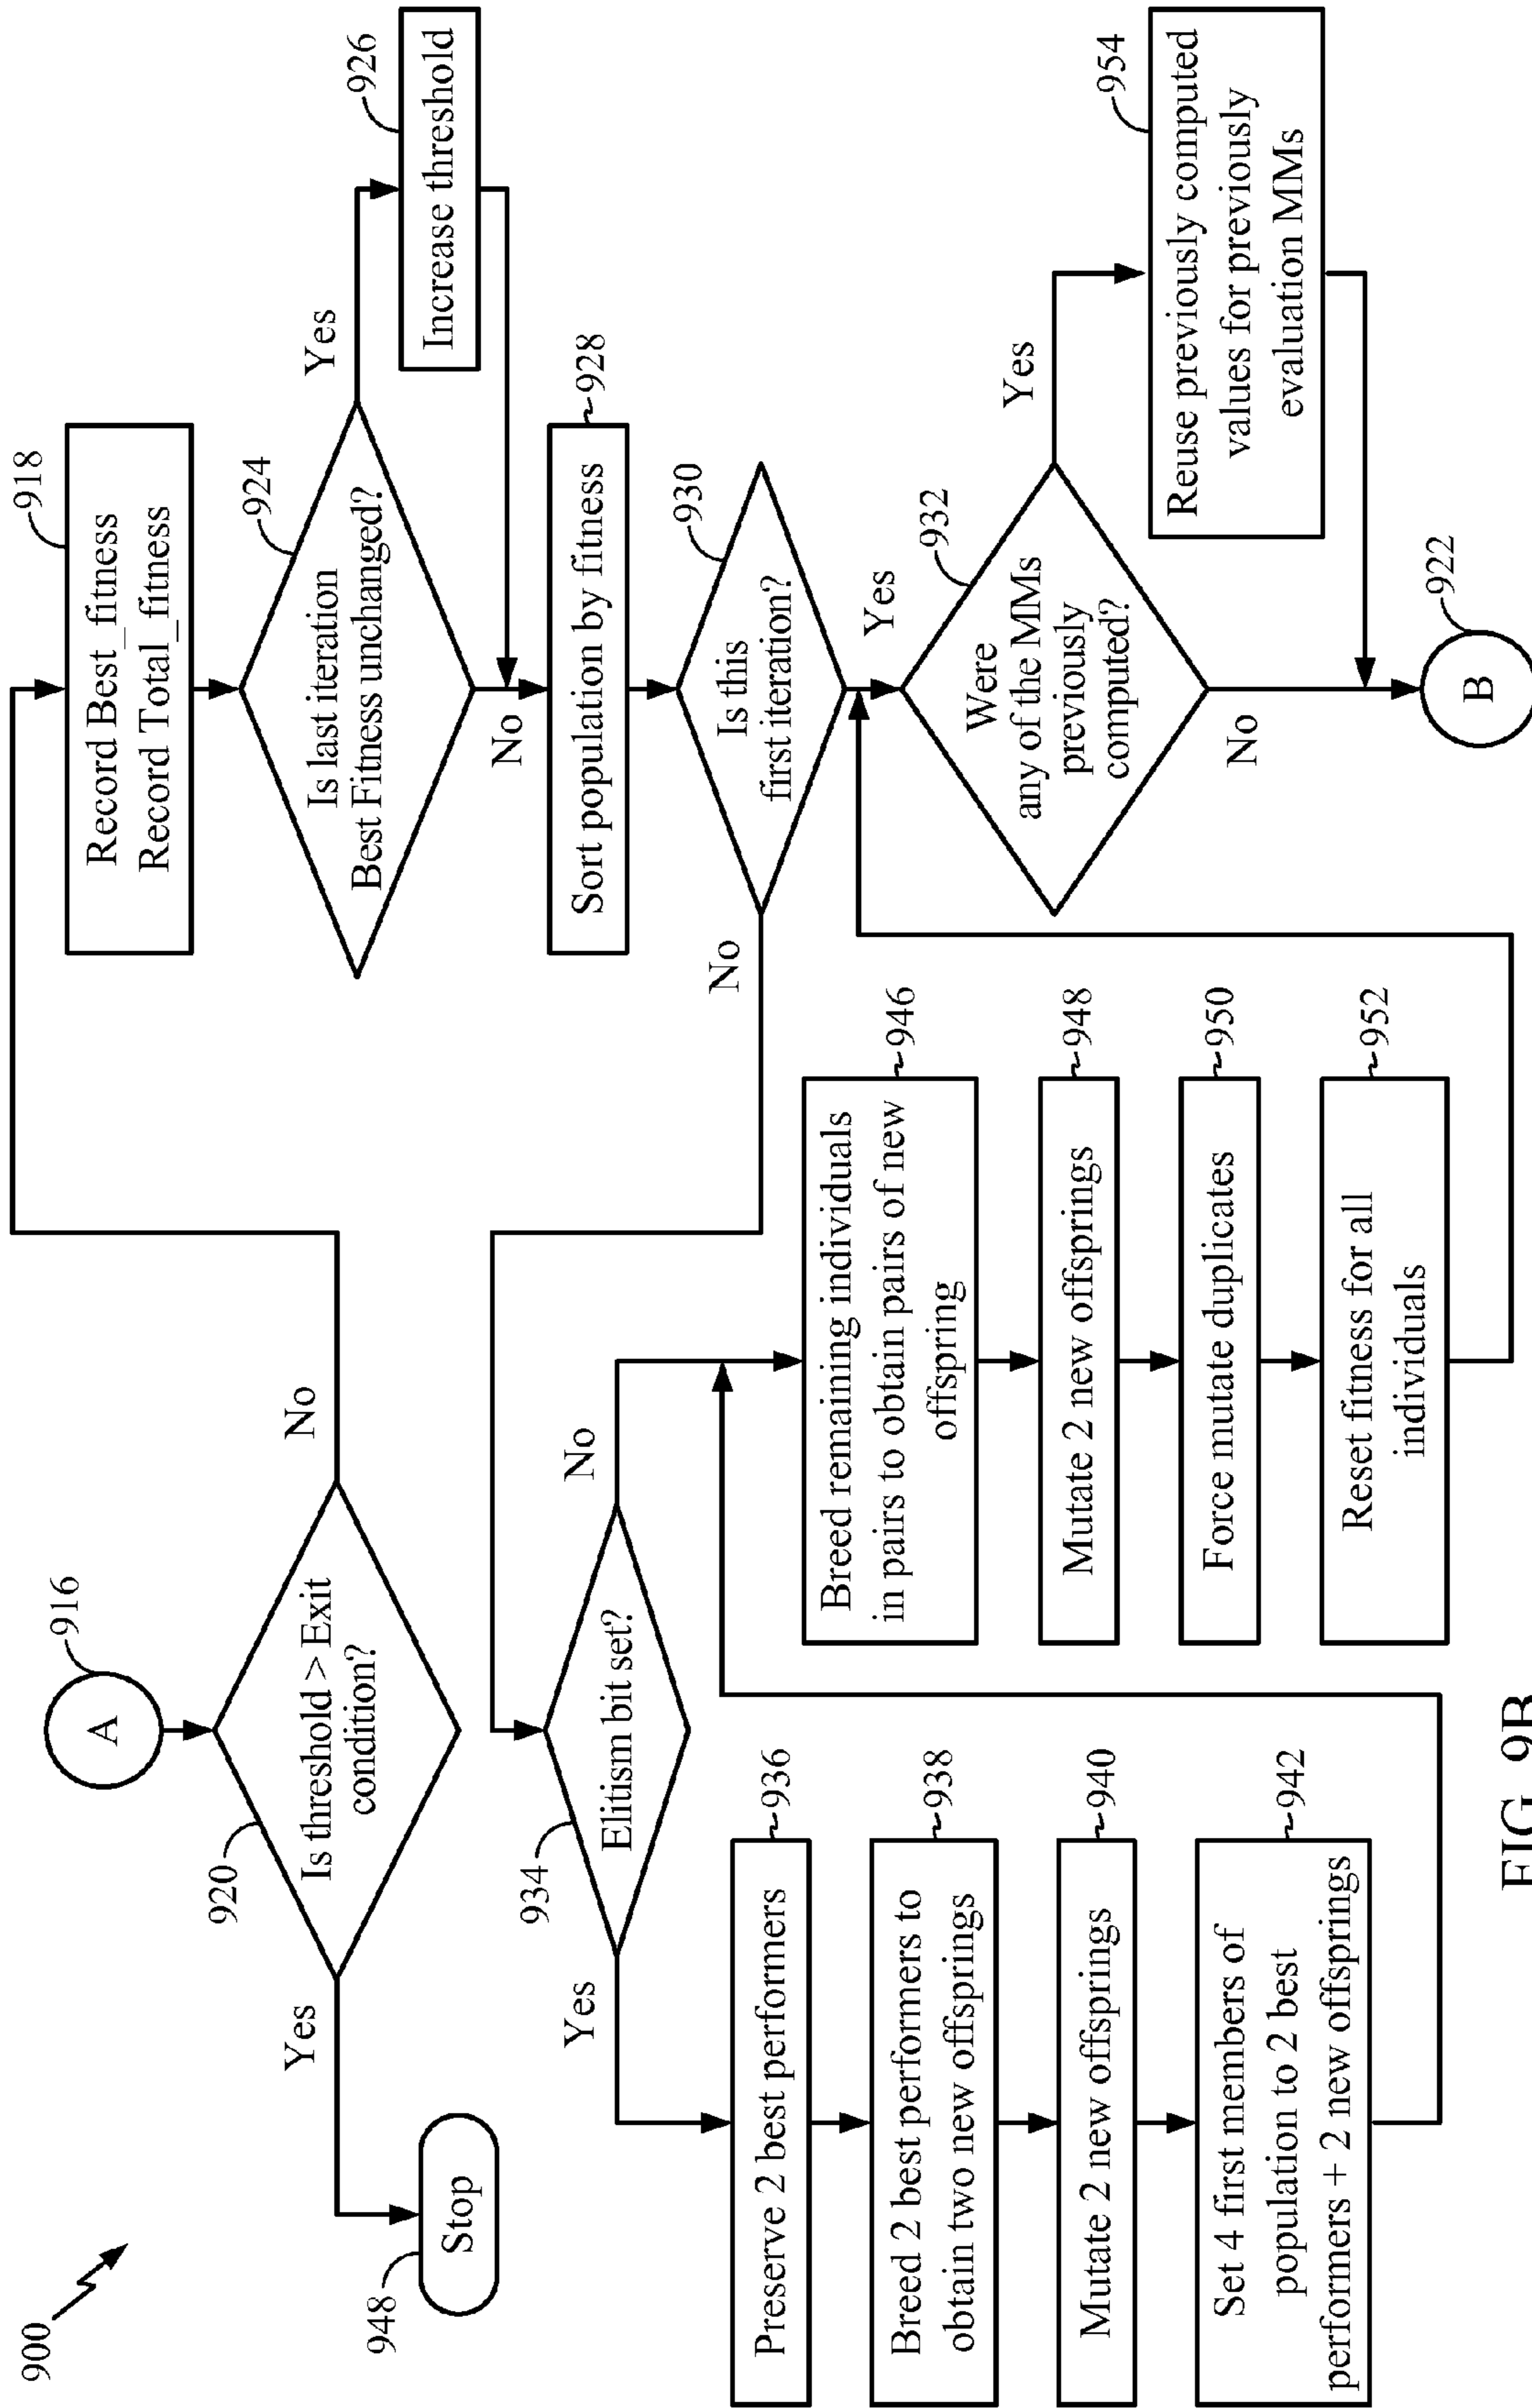 900
A
916
Is threshold > Exit
condition?
920
Yes
No
Stop
948
Record Best_fitness
Record Total_fitness
918
Is last iteration
Best Fitness unchanged?
924
Yes
No
Increase threshold
926
Sort population by fitness
928
Is this
first iteration?
930
No
Yes
Elitism bit set?
934
Yes
No
Preserve 2 best performers
936
Breed 2 best performers to
obtain two new offsprings
938
Mutate 2 new offsprings
940
Set 4 first members of
population to 2 best
performers + 2 new offsprings
942
Breed remaining individuals
in pairs to obtain pairs of new
offspring
946
Mutate 2 new offsprings
948
Force mutate duplicates
950
Reset fitness for all
individuals
952
Were
any of the MMs
previously
computed?
932
Yes
No
Reuse previously computed
values for previously
evaluation MMs
954
B
922
FIG. 9B